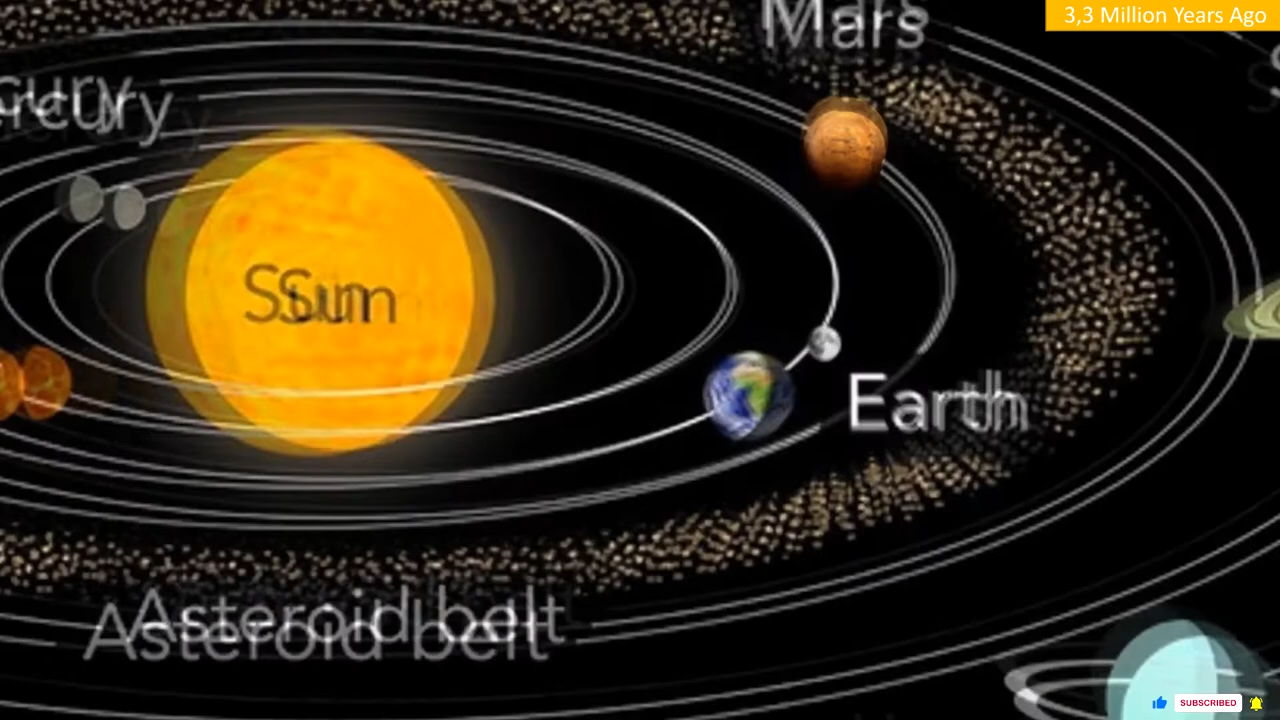 3,3 Million Years Ago
Mars
Sun
Earth
Asteroid belt
SUBSCRIBED